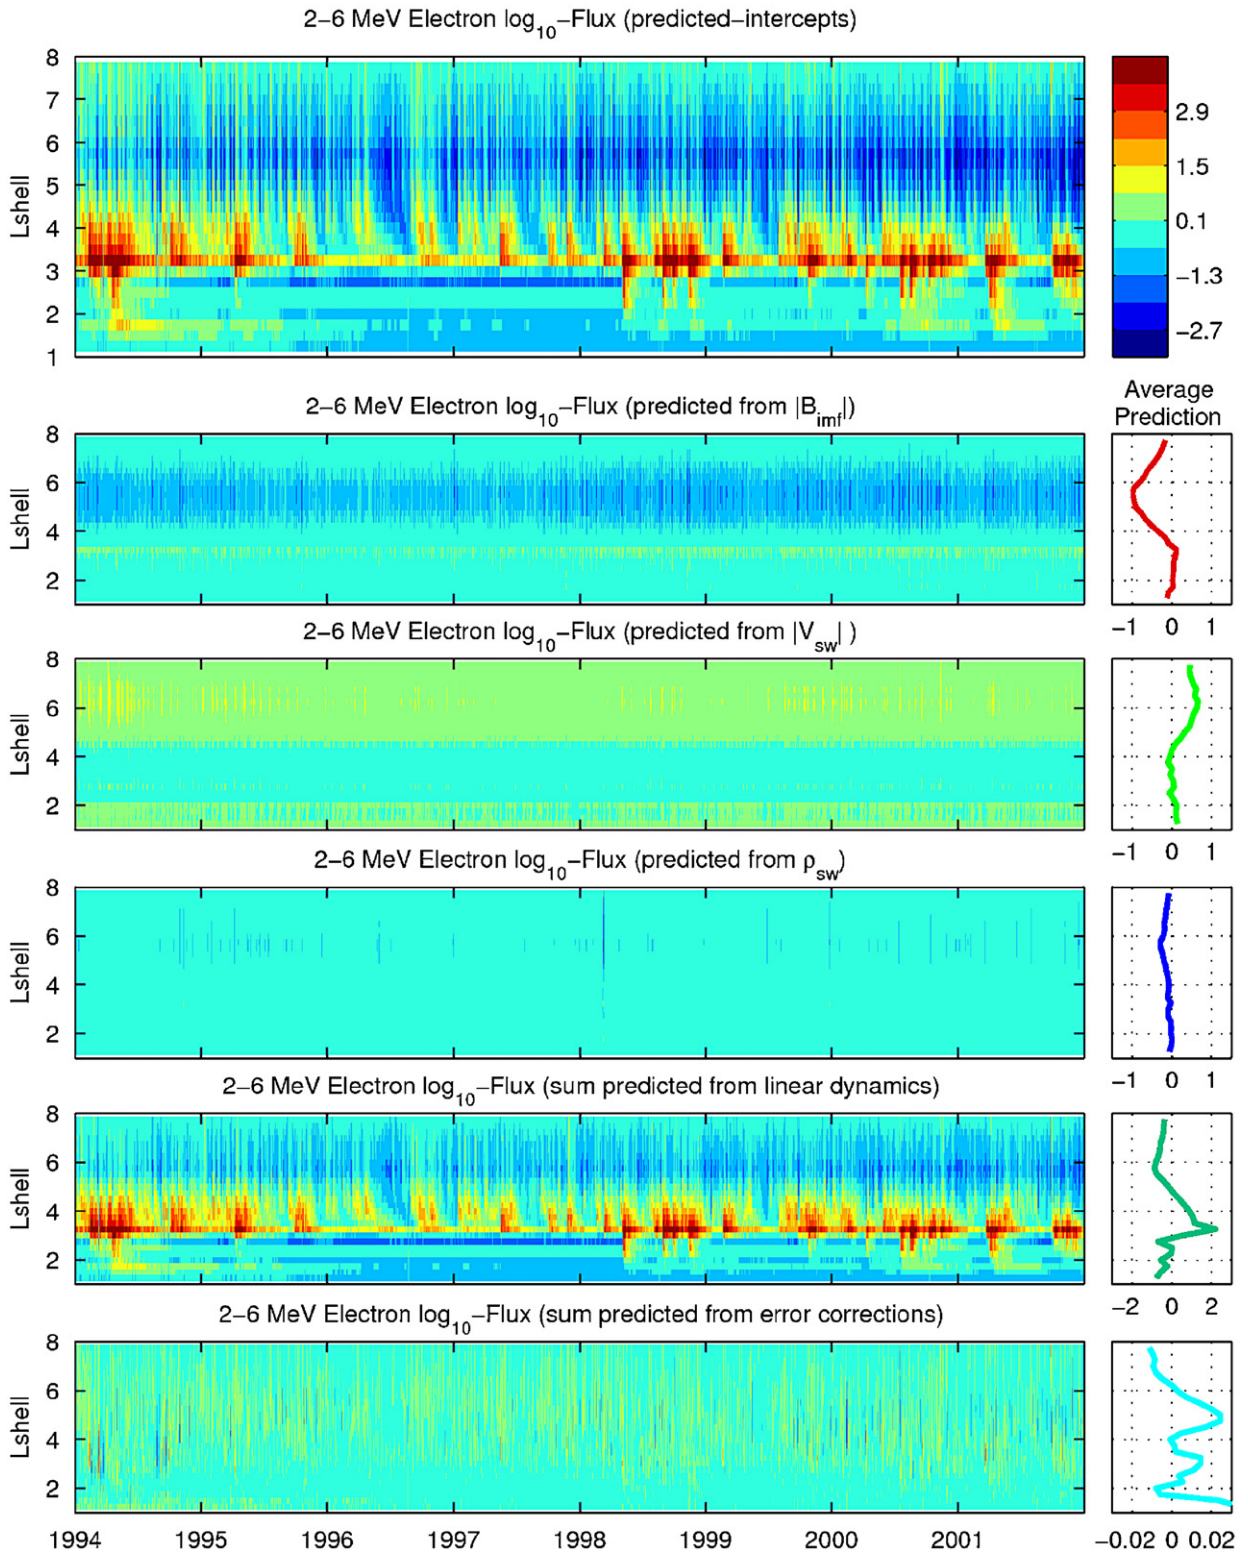 2−6 MeV Electron log10−Flux (predicted−intercepts)
8
7
6
5
4
3
2
1
Lshell
2.9
1.5
0.1
−1.3
−2.7
2−6 MeV Electron log10−Flux (predicted from |Bimf|)
Average
Prediction
8
6
4
2
Lshell
−1 0 1
2−6 MeV Electron log10−Flux (predicted from |Vsw| )
8
6
4
2
Lshell
−1 0 1
2−6 MeV Electron log10−Flux (predicted from ρsw)
8
6
4
2
Lshell
−1 0 1
2−6 MeV Electron log10−Flux (sum predicted from linear dynamics)
8
6
4
2
Lshell
−2 0 2
2−6 MeV Electron log10−Flux (sum predicted from error corrections)
8
6
4
2
Lshell
1994 1995 1996 1997 1998 1999 2000 2001
−0.02 0 0.02